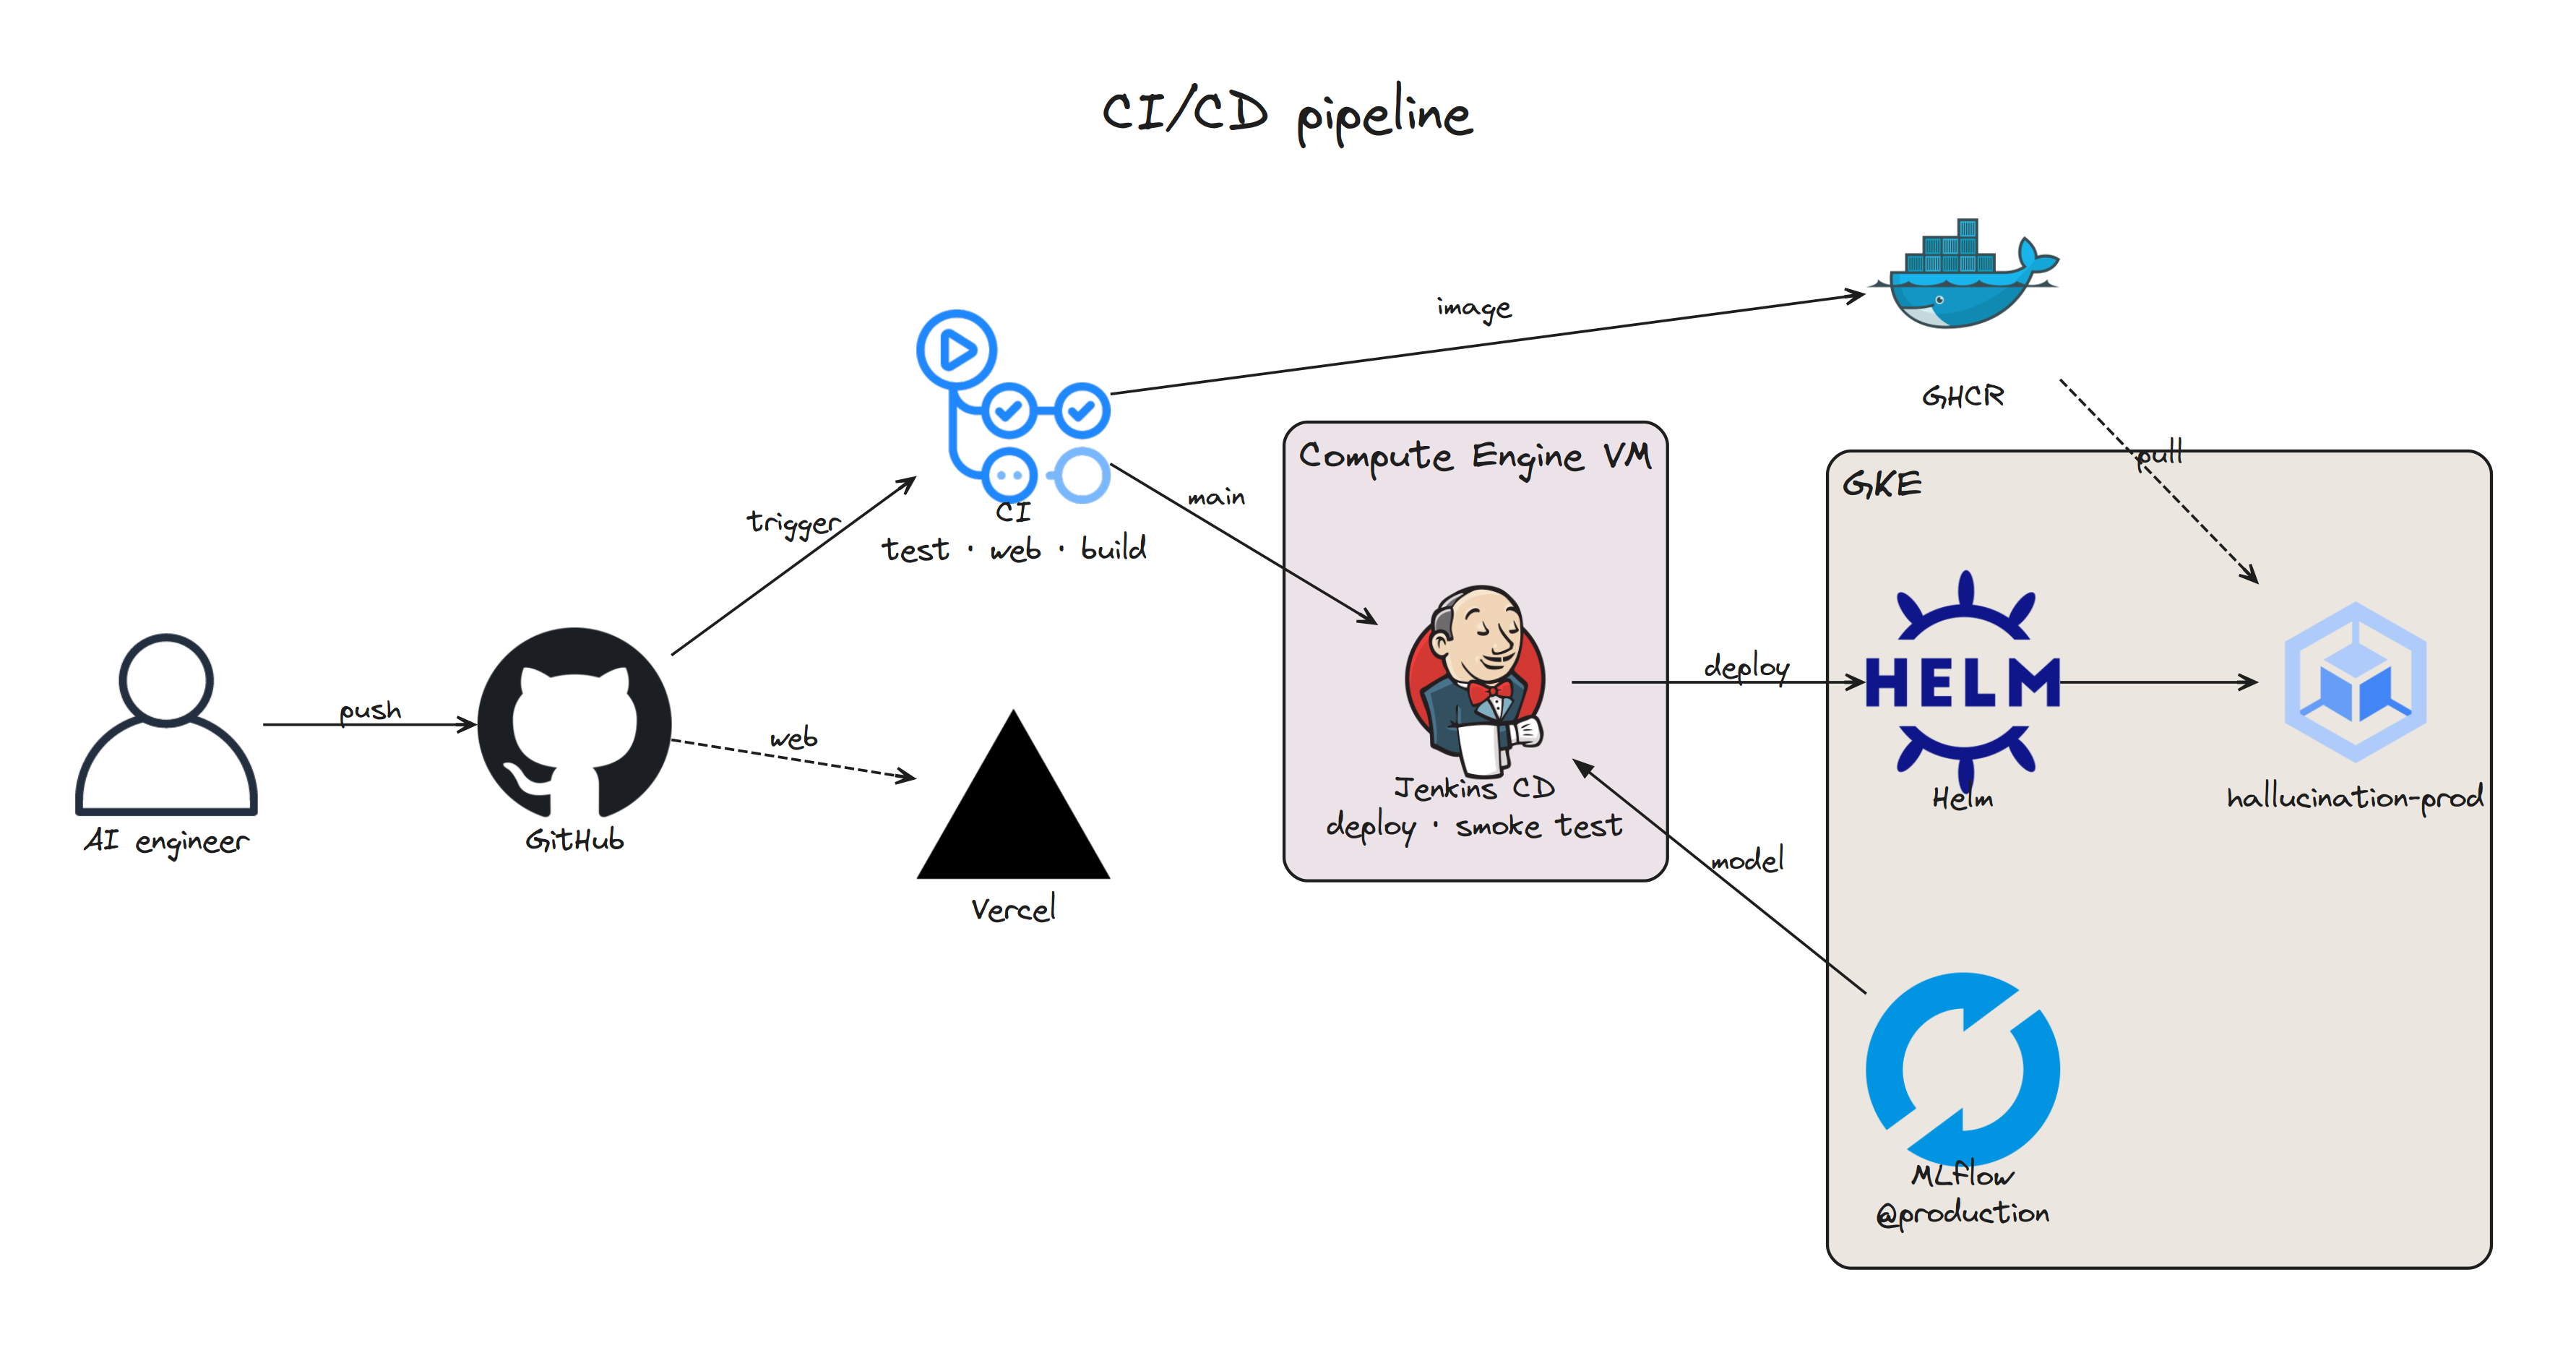 CI/CD pipeline
image
GHCR
Compute Engine VM
pull
GKE
main
CI
trigger
test · web · build
HELM
deploy
push
web
Jenkins CD
Helm
hallucination-prod
deploy · smoke test
AI engineer
GitHub
model
Vercel
MLflow
@production